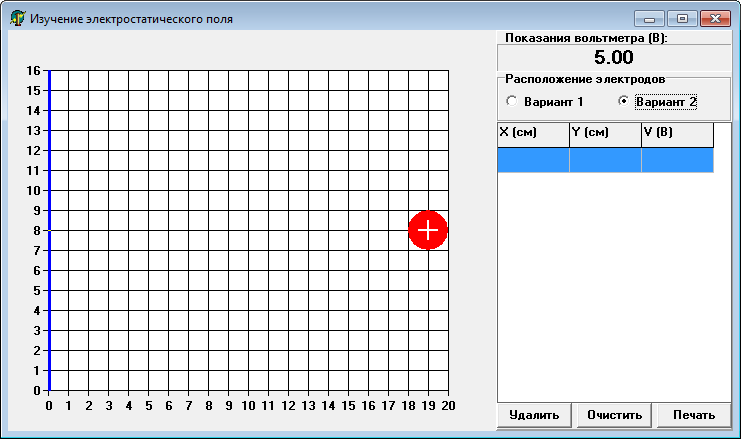 Изучение электростатического поля
Показания вольтметра (В):
5.00
Расположение электродов
Вариант 1
Вариант 2
X (см)
Y (см)
V (В)
16
15
14
13
12
11
10
9
8
7
6
5
4
3
2
1
0
0 1 2 3 4 5 6 7 8 9 10 11 12 13 14 15 16 17 18 19 20
Удалить
Очистить
Печать